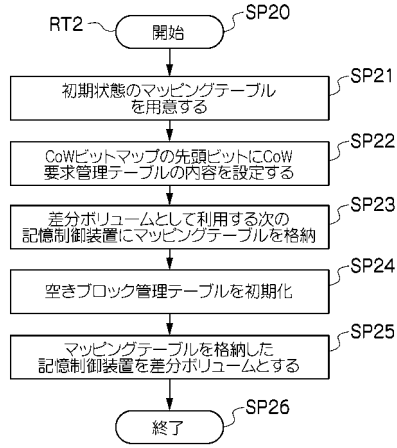 RT2
開始
SP20
初期状態のマッピングテーブル
を用意する
SP21
CoWビットマップの先頭ビットにCoW
要求管理テーブルの内容を設定する
SP22
差分ボリュームとして利用する次の
記憶制御装置にマッピングテーブルを格納
SP23
空きブロック管理テーブルを初期化
SP24
マッピングテーブルを格納した
記憶制御装置を差分ボリュームとする
SP25
終了
SP26